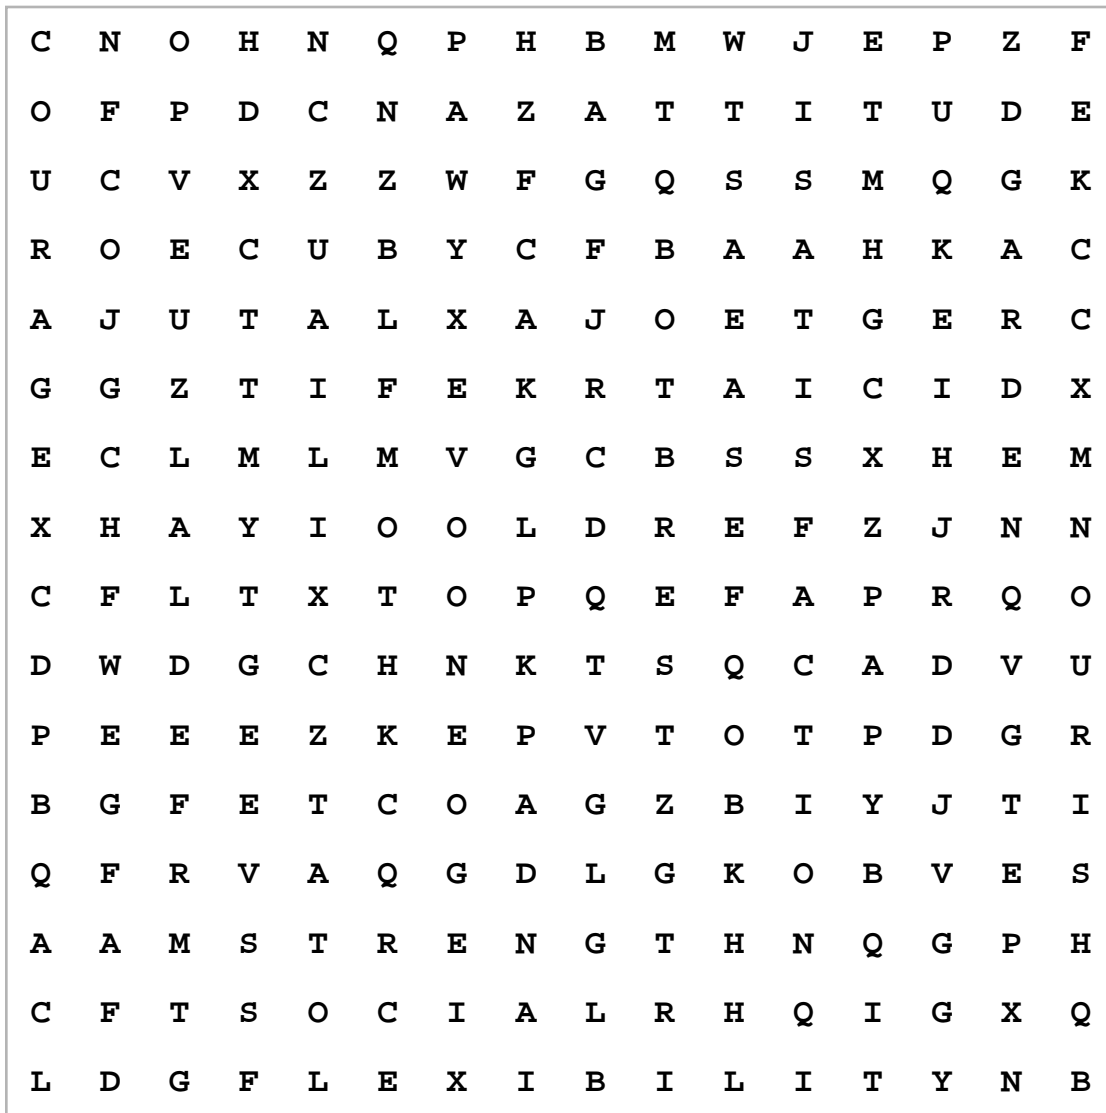 C N O H N Q P H B M W J E P Z F
O F P D C N A Z A T T I T U D E
U C V X Z Z W F G Q S S M Q G K
R O E C U B Y C F B A A H K A C
A J U T A L X A J O E T G E R C
G G Z T I F E K R T A I C I D X
E C L M L M V G C B S S X H E M
X H A Y I O O L D R E F Z J N N
C F L T X T O P Q E F A P R Q O
D W D G C H N K T S Q C A D V U
P E E E Z K E P V T O T P D G R
B G F E T C O A G Z B I Y J T I
Q F R V A Q G D L G K O B V E S
A A M S T R E N G T H N Q G P H
C F T S O C I A L R H Q I G X Q
L D G F L E X I B I L I T Y N B